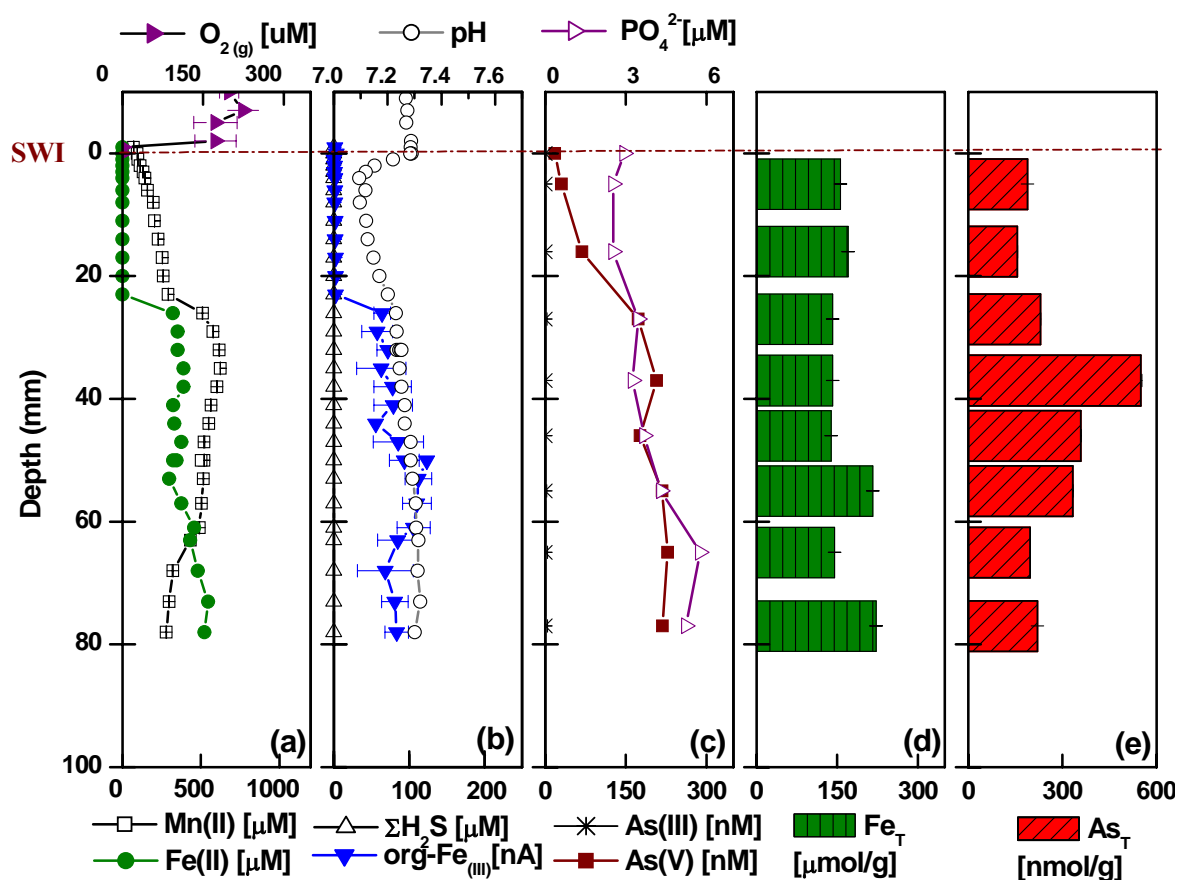 O2 (g) [uM] pH PO4 2-[μM]
0 150 300 7.0 7.2 7.4 7.6 0 3 6
SWI
0
20
40
60
80
100
Depth (mm)
(a) (b) (c) (d) (e)
0 500 1000 0 100 200 0 150 300 0 150 300 0 300 600
Mn(II) [μM] ΣH2S [μM] As(III) [nM] FeT AsT
Fe(II) [μM] org-Fe(III)[nA] As(V) [nM] [μmol/g] [nmol/g]